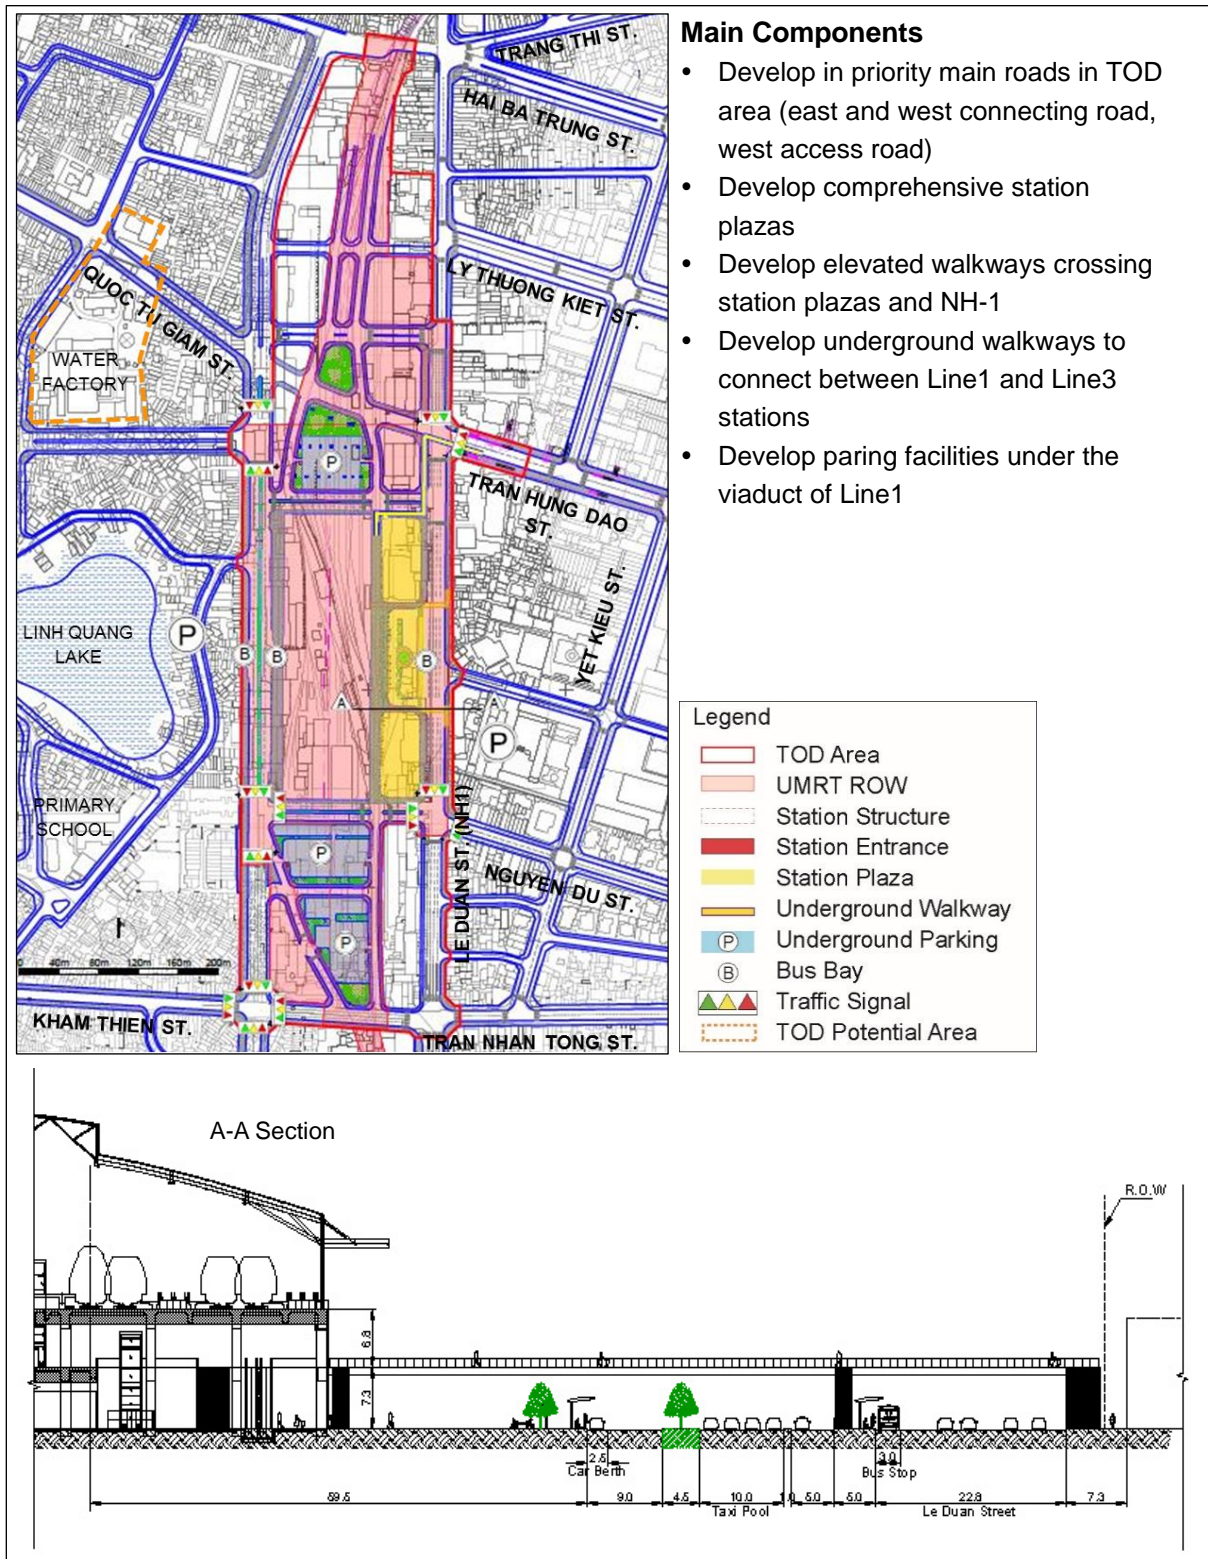 TRANG THI ST.
HAI BA TRUNG ST.
LY THUONG KIET ST.
QUOC TU GIAM ST.
WATER
FACTORY
P
TRAN HUNG DAO
ST.
YET KIEU ST.
LINH QUANG
LAKE
P
B
B
B
A
A
P
PRIMARY
SCHOOL
LE DUAN ST. (NH1)
P
NGUYEN DU ST.
P
0 40m 80m 120m 160m 200m
KHAM THIEN ST.
TRAN NHAN TONG ST.
Main Components
• Develop in priority main roads in TOD
area (east and west connecting road,
west access road)
• Develop comprehensive station
plazas
• Develop elevated walkways crossing
station plazas and NH-1
• Develop underground walkways to
connect between Line1 and Line3
stations
• Develop paring facilities under the
viaduct of Line1
Legend
TOD Area
UMRT ROW
Station Structure
Station Entrance
Station Plaza
Underground Walkway
P Underground Parking
B Bus Bay
Traffic Signal
TOD Potential Area
A-A Section
R.O.W
6.8
7.3
2.5
Car Berth
3.0
Bus Stop
59.5 9.0 4.5 10.0 5.0 5.0 22.8 7.3
Taxi Pool Le Duan Street